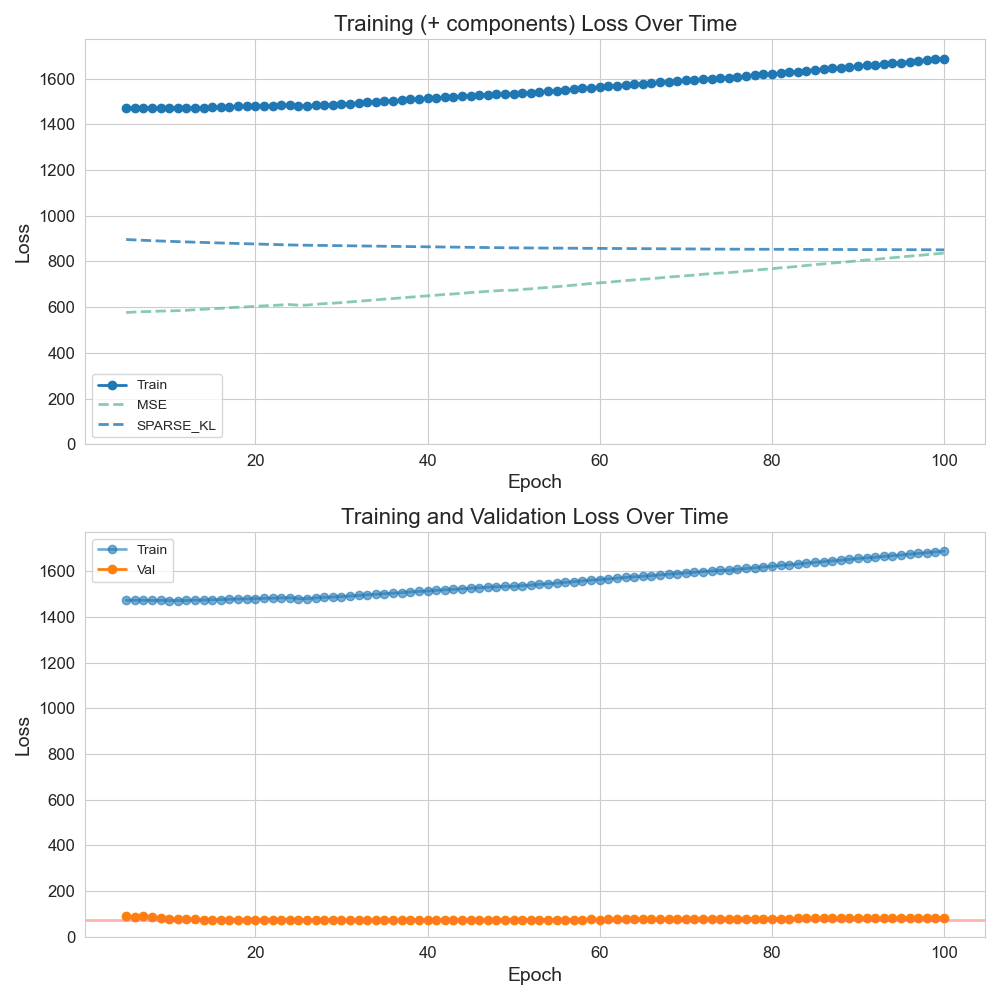 Training (+ components) Loss Over Time
Loss
1600
1400
1200
1000
800
600
400
200
0
Train
MSE
SPARSE_KL
20
40
60
80
100
Epoch
Training and Validation Loss Over Time
Loss
1600
1400
1200
1000
800
600
400
200
0
Train
Val
20
40
60
80
100
Epoch